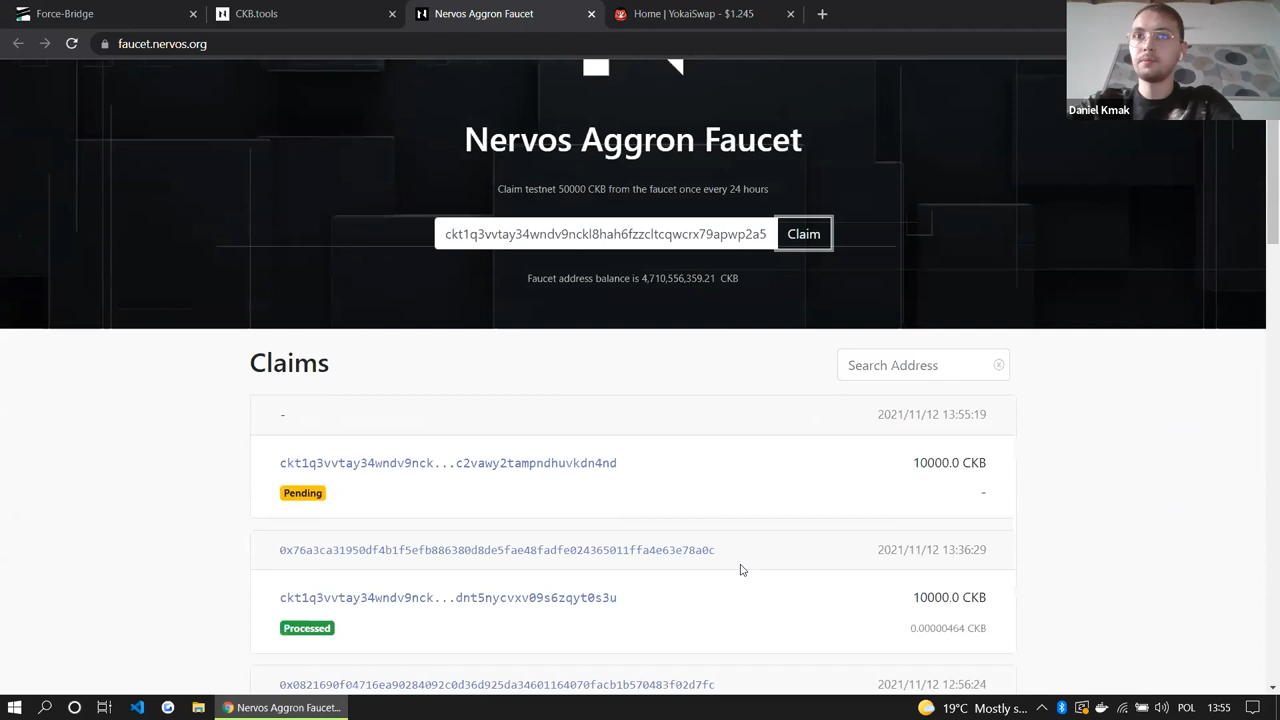 Force-Bridge
CKB.tools
Nervos Aggron Faucet
Home | YokaiSwap - $1.245
faucet.nervos.org
Daniel Kmak
Nervos Aggron Faucet
Claim testnet 50000 CKB from the faucet once every 24 hours
ckt1q3vvtay34wndv9nckl8hah6fzzcltcqwcrx79apwp2a5
Claim
Faucet address balance is 4,710,556,359.21 CKB
Claims
Search Address
-
2021/11/12 13:55:19
ckt1q3vvtay34wndv9nck...c2vawy2tampndhuvkdn4nd
10000.0 CKB
Pending
-
0x76a3ca31950df4b1f5efb886380d8de5fae48fadfe024365011ffa4e63e78a0c
2021/11/12 13:36:29
ckt1q3vvtay34wndv9nck...dnt5nycvxv09s6zqyt0s3u
10000.0 CKB
Processed
0.00000464 CKB
0x0821690f04716ea90284092c0d36d925da34601164070facb1b570483f02d7fc
2021/11/12 12:56:24
Nervos Aggron Faucet...
19°C Mostly s...
POL
13:55